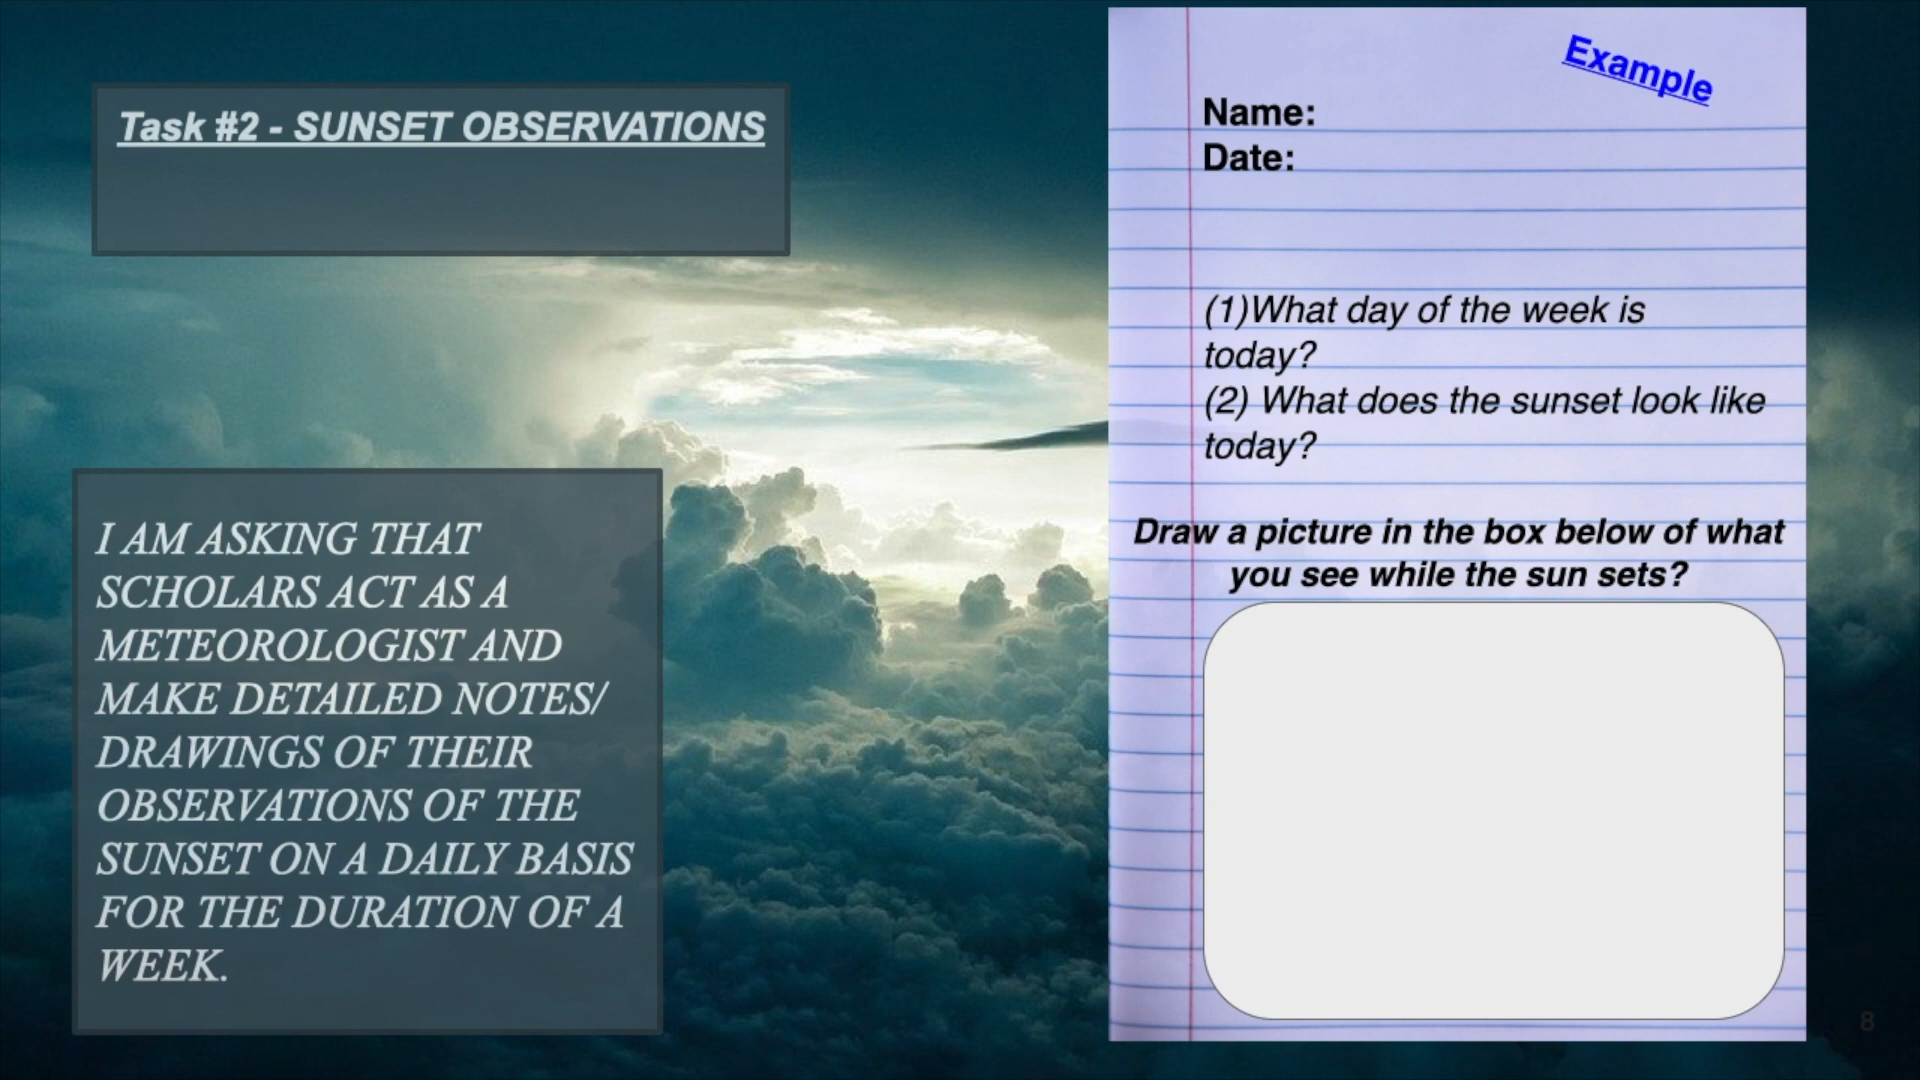 Task #2 - SUNSET OBSERVATIONS
I AM ASKING THAT
SCHOLARS ACT AS A
METEOROLOGIST AND
MAKE DETAILED NOTES/
DRAWINGS OF THEIR
OBSERVATIONS OF THE
SUNSET ON A DAILY BASIS
FOR THE DURATION OF A
WEEK.
Example
Name:
Date:
(1)What day of the week is
today?
(2) What does the sunset look like
today?
Draw a picture in the box below of what
you see while the sun sets?
8